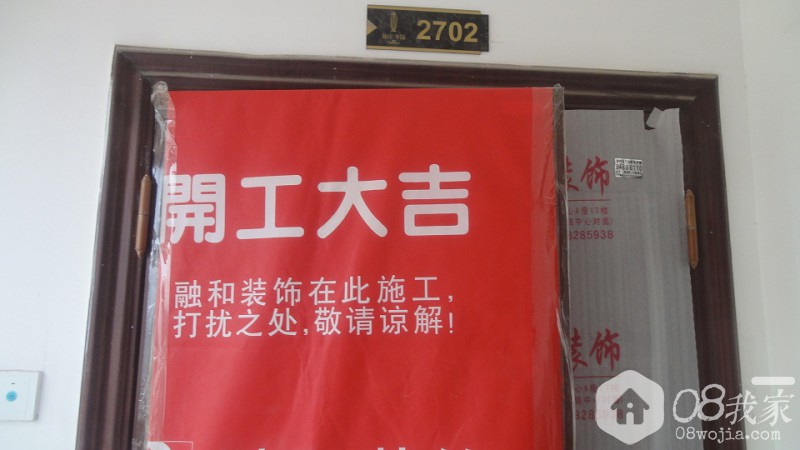 2702
開工大吉
融和装饰在此施工,
打扰之处,敬请谅解!
装饰
8285938
装饰
08我家
08wojia.com